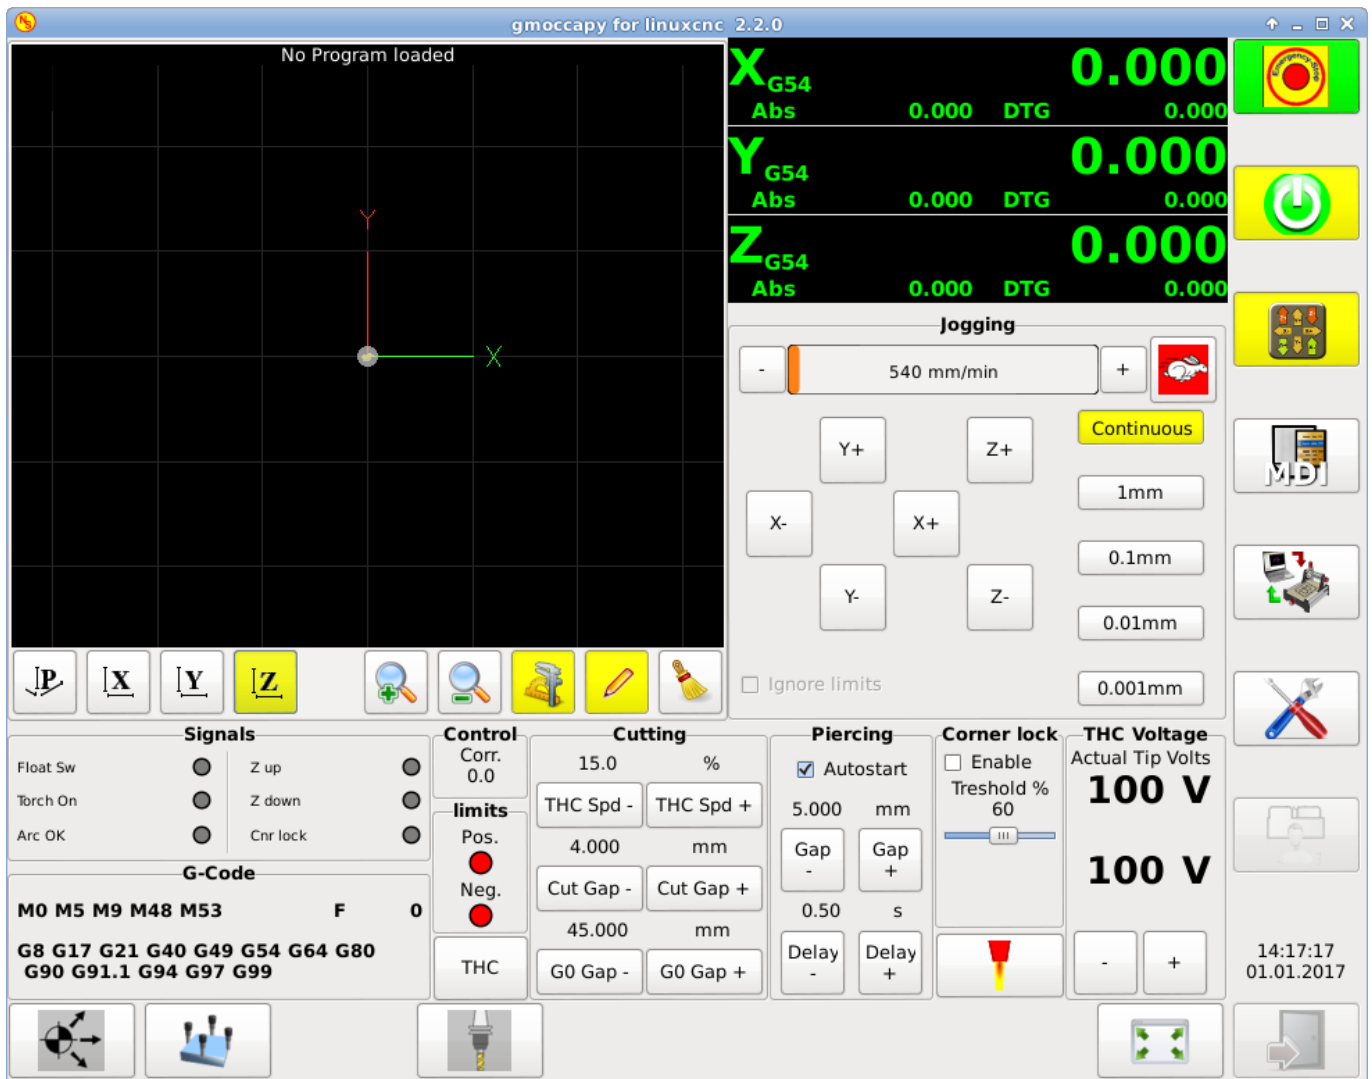 gmoccapy for linuxcnc 2.2.0
No Program loaded
Y
X
X G54 0.000
Abs 0.000 DTG 0.000
Y G54 0.000
Abs 0.000 DTG 0.000
Z G54 0.000
Abs 0.000 DTG 0.000
Emergency-Stop
Jogging
- 540 mm/min +
Continuous
Y+ Z+
1mm
X- X+
0.1mm
Y- Z-
0.01mm
Ignore limits
0.001mm
MDI
P X Y Z
Signals
Float Sw Z up
Torch On Z down
Arc OK Cnr lock
G-Code
M0 M5 M9 M48 M53 F 0
G8 G17 G21 G40 G49 G54 G64 G80
G90 G91.1 G94 G97 G99
Control
Corr.
0.0
limits
Pos.
Neg.
THC
Cutting
15.0 %
THC Spd - THC Spd +
4.000 mm
Cut Gap - Cut Gap +
45.000 mm
G0 Gap - G0 Gap +
Piercing
Autostart
5.000 mm
Gap - Gap +
0.50 s
Delay - Delay +
Corner lock
Enable
Treshold %
60
THC Voltage
Actual Tip Volts
100 V
100 V
- +
14:17:17
01.01.2017